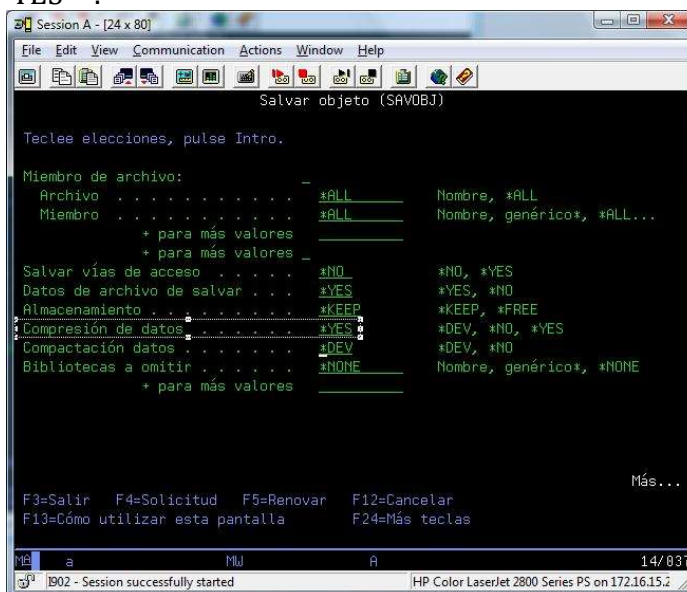 YES
Session A - [24 x 80]
File Edit View Communication Actions Window Help
Salvar objeto (SAVOBJ)
Teclee elecciones, pulse Intro.
Miembro de archivo: _
Archivo . . . . . . . . . . . . *ALL Nombre, *ALL
Miembro . . . . . . . . . . . *ALL Nombre, genérico*, *ALL...
+ para más valores
+ para más valores _
Salvar vías de acceso . . . . . *NO *NO, *YES
Datos de archivo de salvar . . . *YES *YES, *NO
Almacenamiento . . . . . . . . . *KEEP *KEEP, *FREE
Compresión de datos . . . . . . . *YES *DEV, *NO, *YES
Compactación datos . . . . . . . *DEV *DEV, *NO
Bibliotecas a omitir . . . . . . *NONE Nombre, genérico*, *NONE
+ para más valores
Más...
F3=Salir F4=Solicitud F5=Renovar F12=Cancelar
F13=Cómo utilizar esta pantalla F24=Más teclas
MA a MW A 14/037
I902 - Session successfully started HP Color LaserJet 2800 Series PS on 172.16.15.2